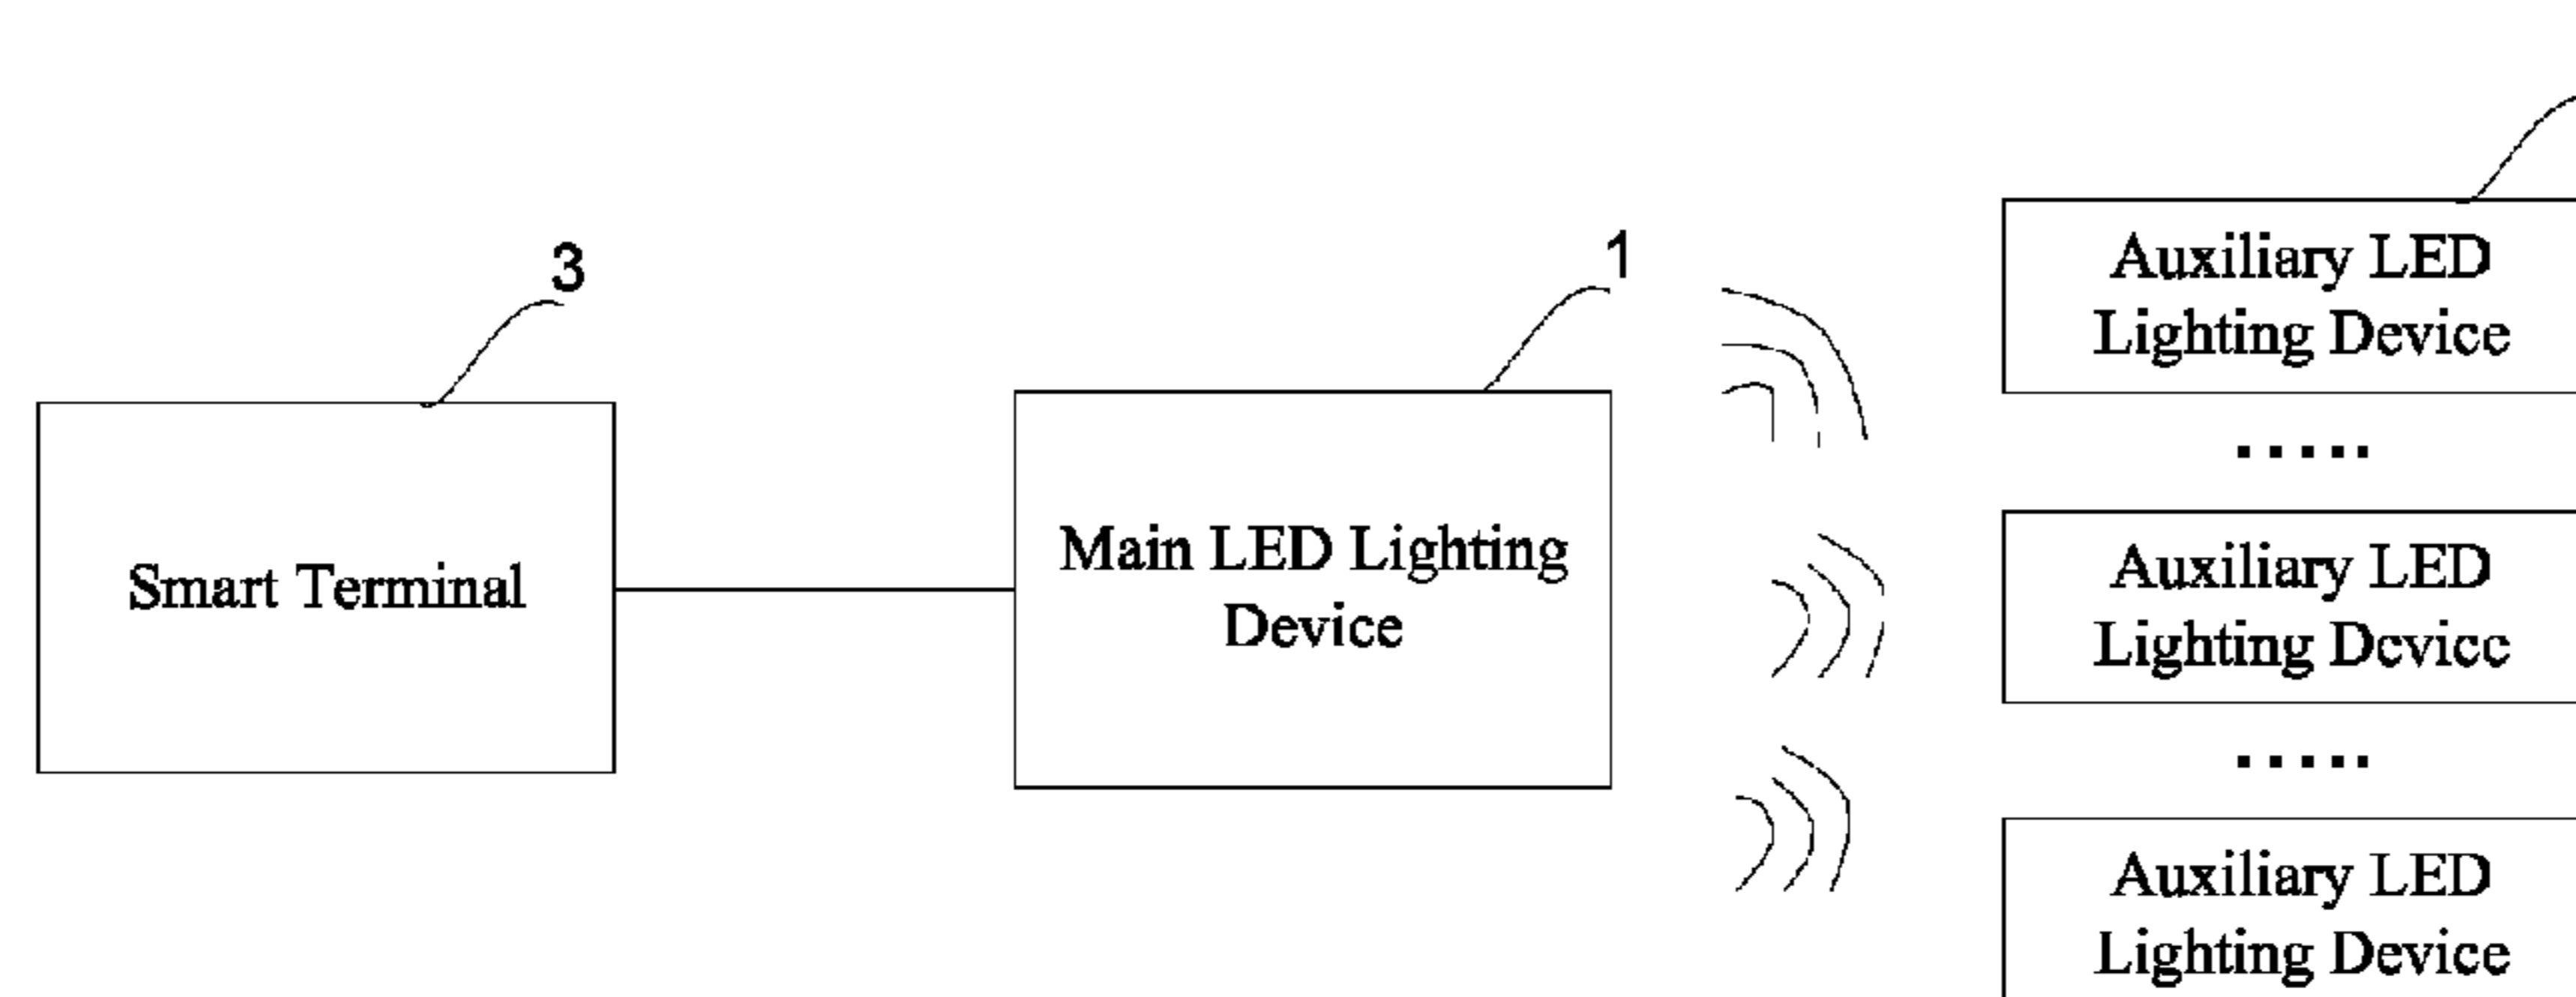 3
1
Smart Terminal
Main LED Lighting
Device
Auxiliary LED
Lighting Device
.....
Auxiliary LED
Lighting Device
.....
Auxiliary LED
Lighting Device